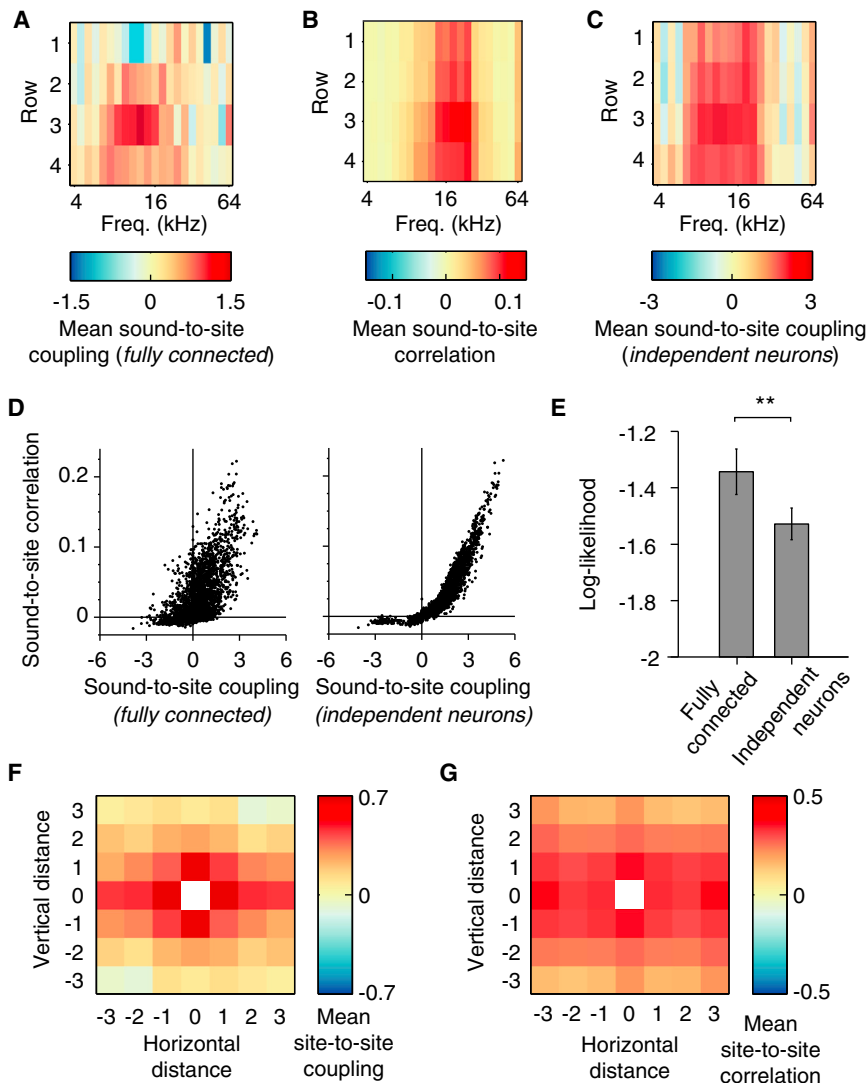 A
Row
1
2
3
4
4
16
64
Freq. (kHz)
-1.5
0
1.5
Mean sound-to-site
coupling (fully connected)
B
1
2
3
4
Row
4
16
64
Freq. (kHz)
-0.1
0
0.1
Mean sound-to-site
correlation
C
1
2
3
4
Row
4
16
64
Freq. (kHz)
-3
0
3
Mean sound-to-site coupling
(independent neurons)
D
Sound-to-site correlation
0.2
0.1
0
-6
-3
0
3
6
Sound-to-site coupling
(fully connected)
-6
-3
0
3
6
Sound-to-site coupling
(independent neurons)
E
**
Log-likelihood
-1.2
-1.4
-1.6
-1.8
-2
Fully
connected
Independent
neurons
F
Vertical distance
3
2
1
0
-1
-2
-3
-3 -2 -1 0 1 2 3
Horizontal
distance
0.7
0
-0.7
Mean
site-to-site
coupling
G
Vertical distance
3
2
1
0
-1
-2
-3
-3 -2 -1 0 1 2 3
Horizontal
distance
0.5
0
-0.5
Mean
site-to-site
correlation